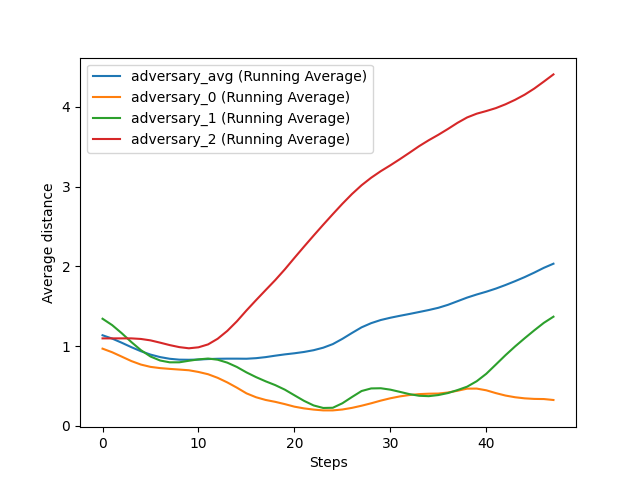 adversary_avg (Running Average)
adversary_0 (Running Average)
adversary_1 (Running Average)
adversary_2 (Running Average)
Average distance
4
3
2
1
0
0 10 20 30 40
Steps